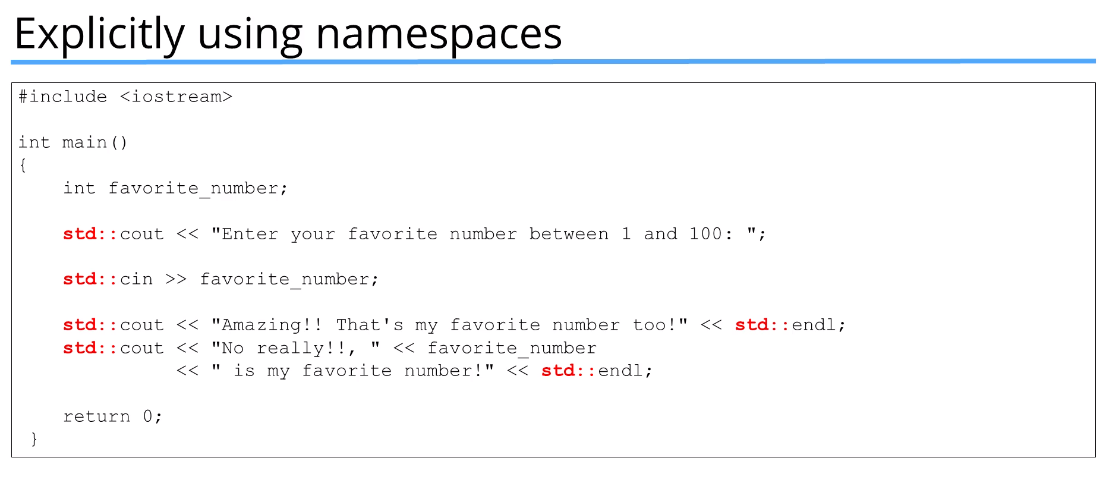 Explicitly using namespaces
#include <iostream>
int main()
{
    int favorite_number;
    std::cout << "Enter your favorite number between 1 and 100: ";
    std::cin >> favorite_number;
    std::cout << "Amazing!! That's my favorite number too!" << std::endl;
    std::cout << "No really!!, " << favorite_number
              << " is my favorite number!" << std::endl;
    return 0;
 }